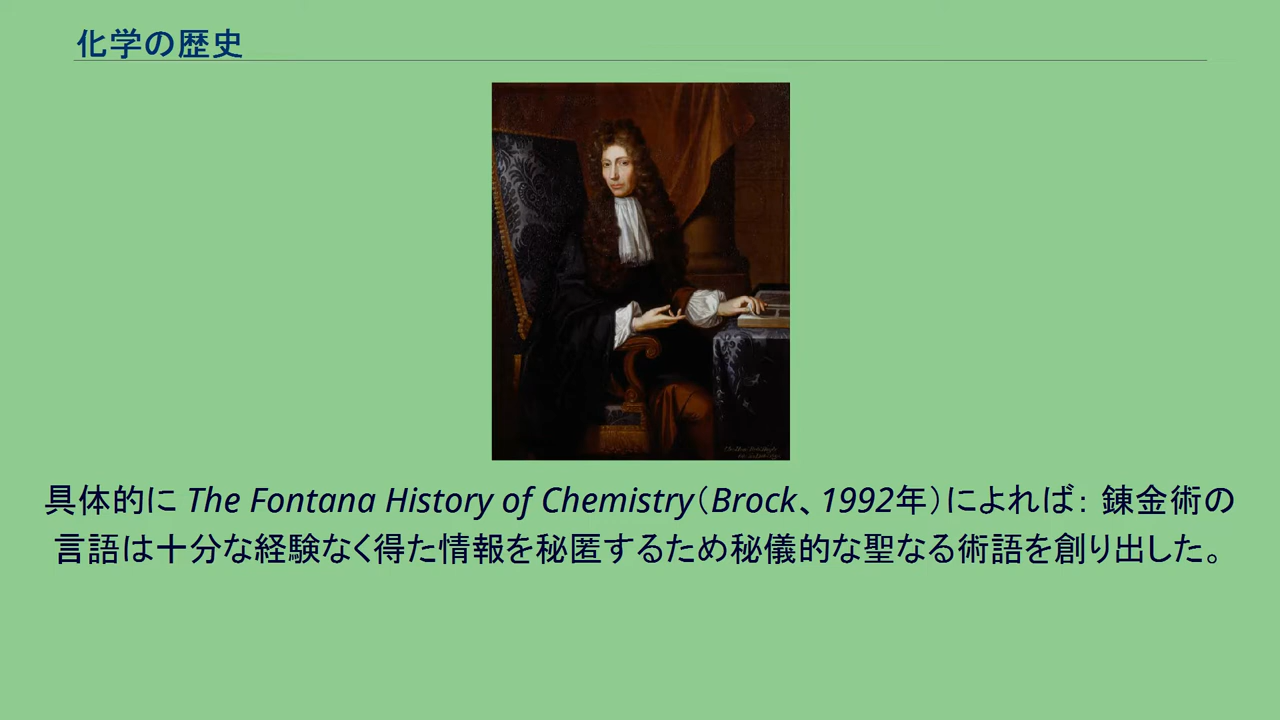 化学の歴史
具体的に The Fontana History of Chemistry（Brock、1992年）によれば： 錬金術の
言語は十分な経験なく得た情報を秘匿するため秘儀的な聖なる術語を創り出した。